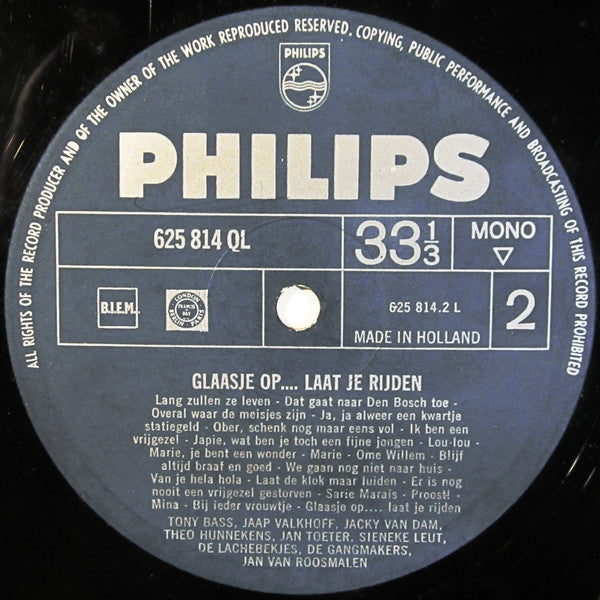 ALL RIGHTS OF THE RECORD PRODUCER AND OF THE OWNER OF THE WORK REPRODUCED RESERVED. COPYING, PUBLIC PERFORMANCE AND BROADCASTING OF THIS RECORD PROHIBITED
PHILIPS
PHILIPS
625 814 QL
33 1/3
MONO
B.I.E.M.
LONDON
FRANCIS
& DAY
BERLIN PARIS
625 814.2 L
2
MADE IN HOLLAND
GLAASJE OP.... LAAT JE RIJDEN
Lang zullen ze leven - Dat gaat naar Den Bosch toe -
Overal waar de meisjes zijn - Ja, ja alweer een kwartje
statiegeld - Ober, schenk nog maar eens vol - Ik ben een
vrijgezel - Japie, wat ben je toch een fijne jongen - Lou-lou -
Marie, je bent een wonder - Marie - Ome Willem - Blijf
altijd braaf en goed - We gaan nog niet naar huis -
Van je hela hola - Laat de klok maar luiden - Er is nog
nooit een vrijgezel gestorven - Sarie Marais - Proost! -
Mina - Bij ieder vrouwtje - Glaasje op.... laat je rijden
TONY BASS, JAAP VALKHOFF, JACKY VAN DAM,
THEO HUNNEKENS, JAN TOETER, SIENEKE LEUT,
DE LACHEBEKJES, DE GANGMAKERS,
JAN VAN ROOSMALEN